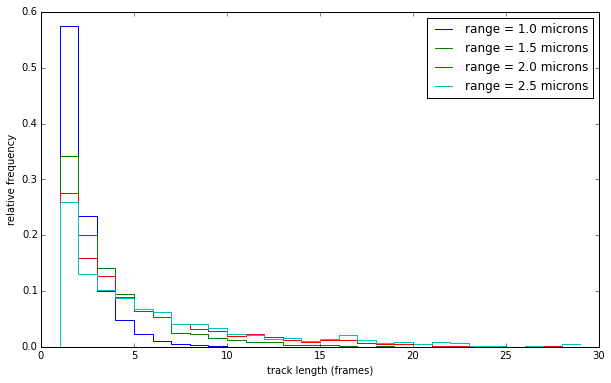 0.6
0.5
0.4
0.3
0.2
0.1
0.0
relative frequency
range = 1.0 microns
range = 1.5 microns
range = 2.0 microns
range = 2.5 microns
0 5 10 15 20 25 30
track length (frames)